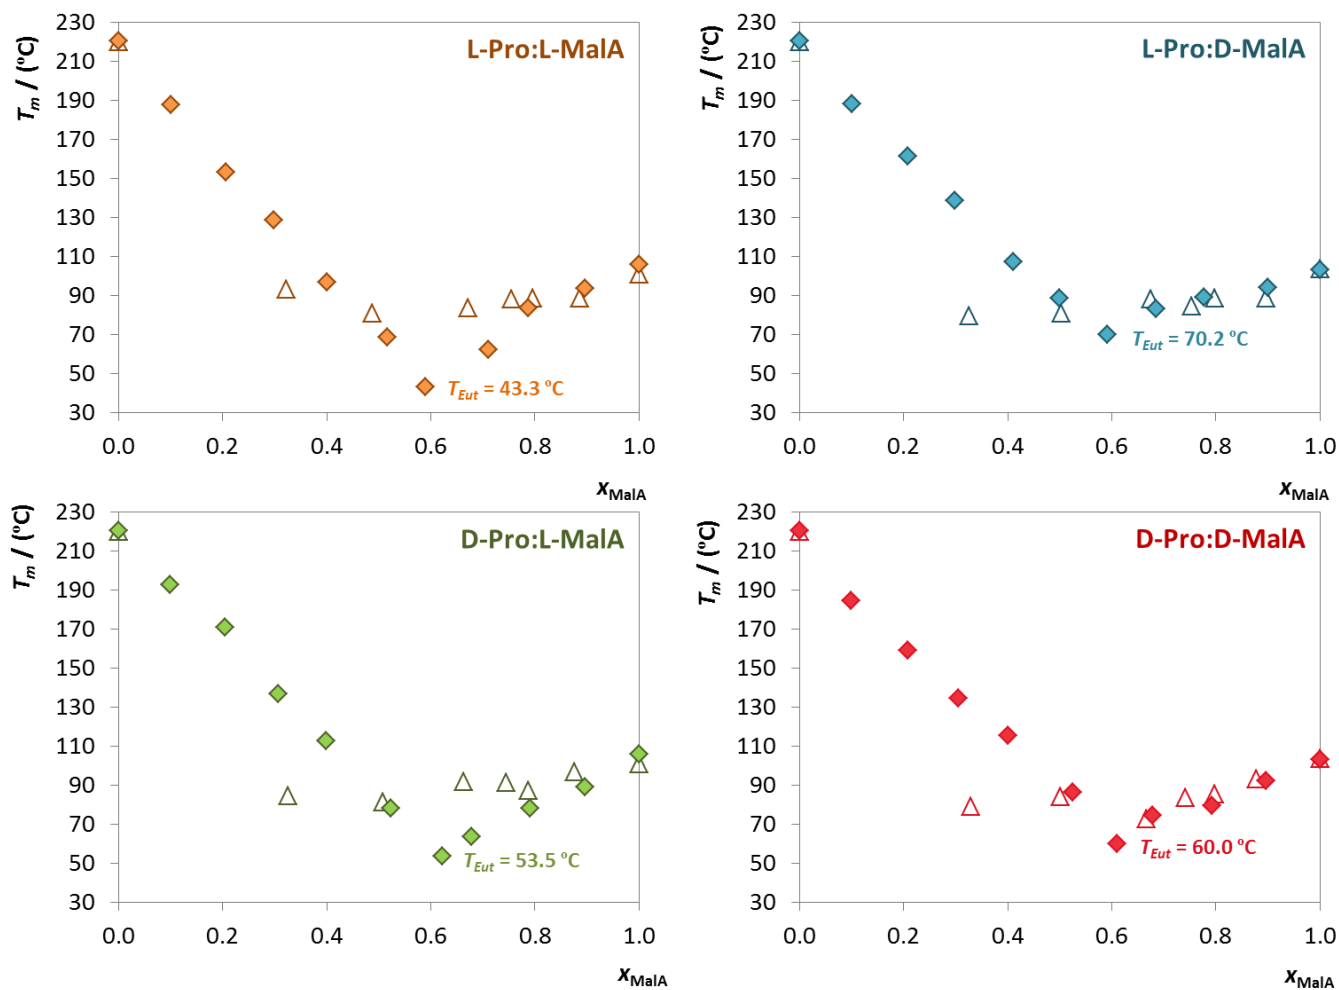 L-Pro:L-MalA
T_m / (ºC)
230
210
190
170
150
130
110
90
70
50
30
T_Eut = 43.3 ºC
0.0 0.2 0.4 0.6 0.8 1.0
x_MalA
L-Pro:D-MalA
T_m / (ºC)
230
210
190
170
150
130
110
90
70
50
30
T_Eut = 70.2 ºC
0.0 0.2 0.4 0.6 0.8 1.0
x_MalA
D-Pro:L-MalA
T_m / (ºC)
230
210
190
170
150
130
110
90
70
50
30
T_Eut = 53.5 ºC
0.0 0.2 0.4 0.6 0.8 1.0
x_MalA
D-Pro:D-MalA
T_m / (ºC)
230
210
190
170
150
130
110
90
70
50
30
T_Eut = 60.0 ºC
0.0 0.2 0.4 0.6 0.8 1.0
x_MalA